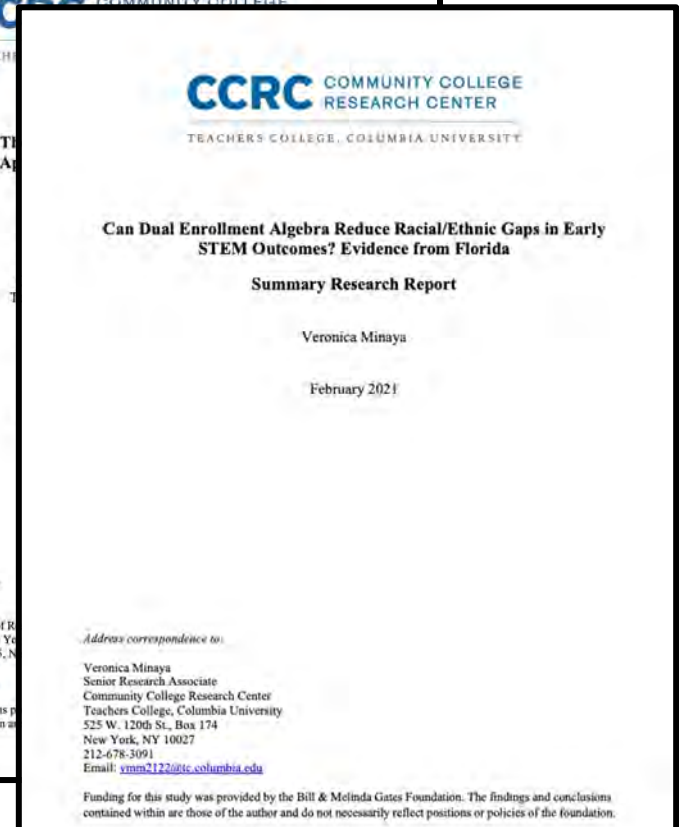 COMMUNITY COLLEGE
CCRC COMMUNITY COLLEGE
RESEARCH CENTER
TEACHERS COLLEGE, COLUMBIA UNIVERSITY
Can Dual Enrollment Algebra Reduce Racial/Ethnic Gaps in Early
STEM Outcomes? Evidence from Florida
Summary Research Report
Veronica Minaya
February 2021
Address correspondence to:
Veronica Minaya
Senior Research Associate
Community College Research Center
Teachers College, Columbia University
525 W. 120th St., Box 174
New York, NY 10027
212-678-3091
Email: vmm2122@tc.columbia.edu
Funding for this study was provided by the Bill & Melinda Gates Foundation. The findings and conclusions
contained within are those of the author and do not necessarily reflect positions or policies of the foundation.